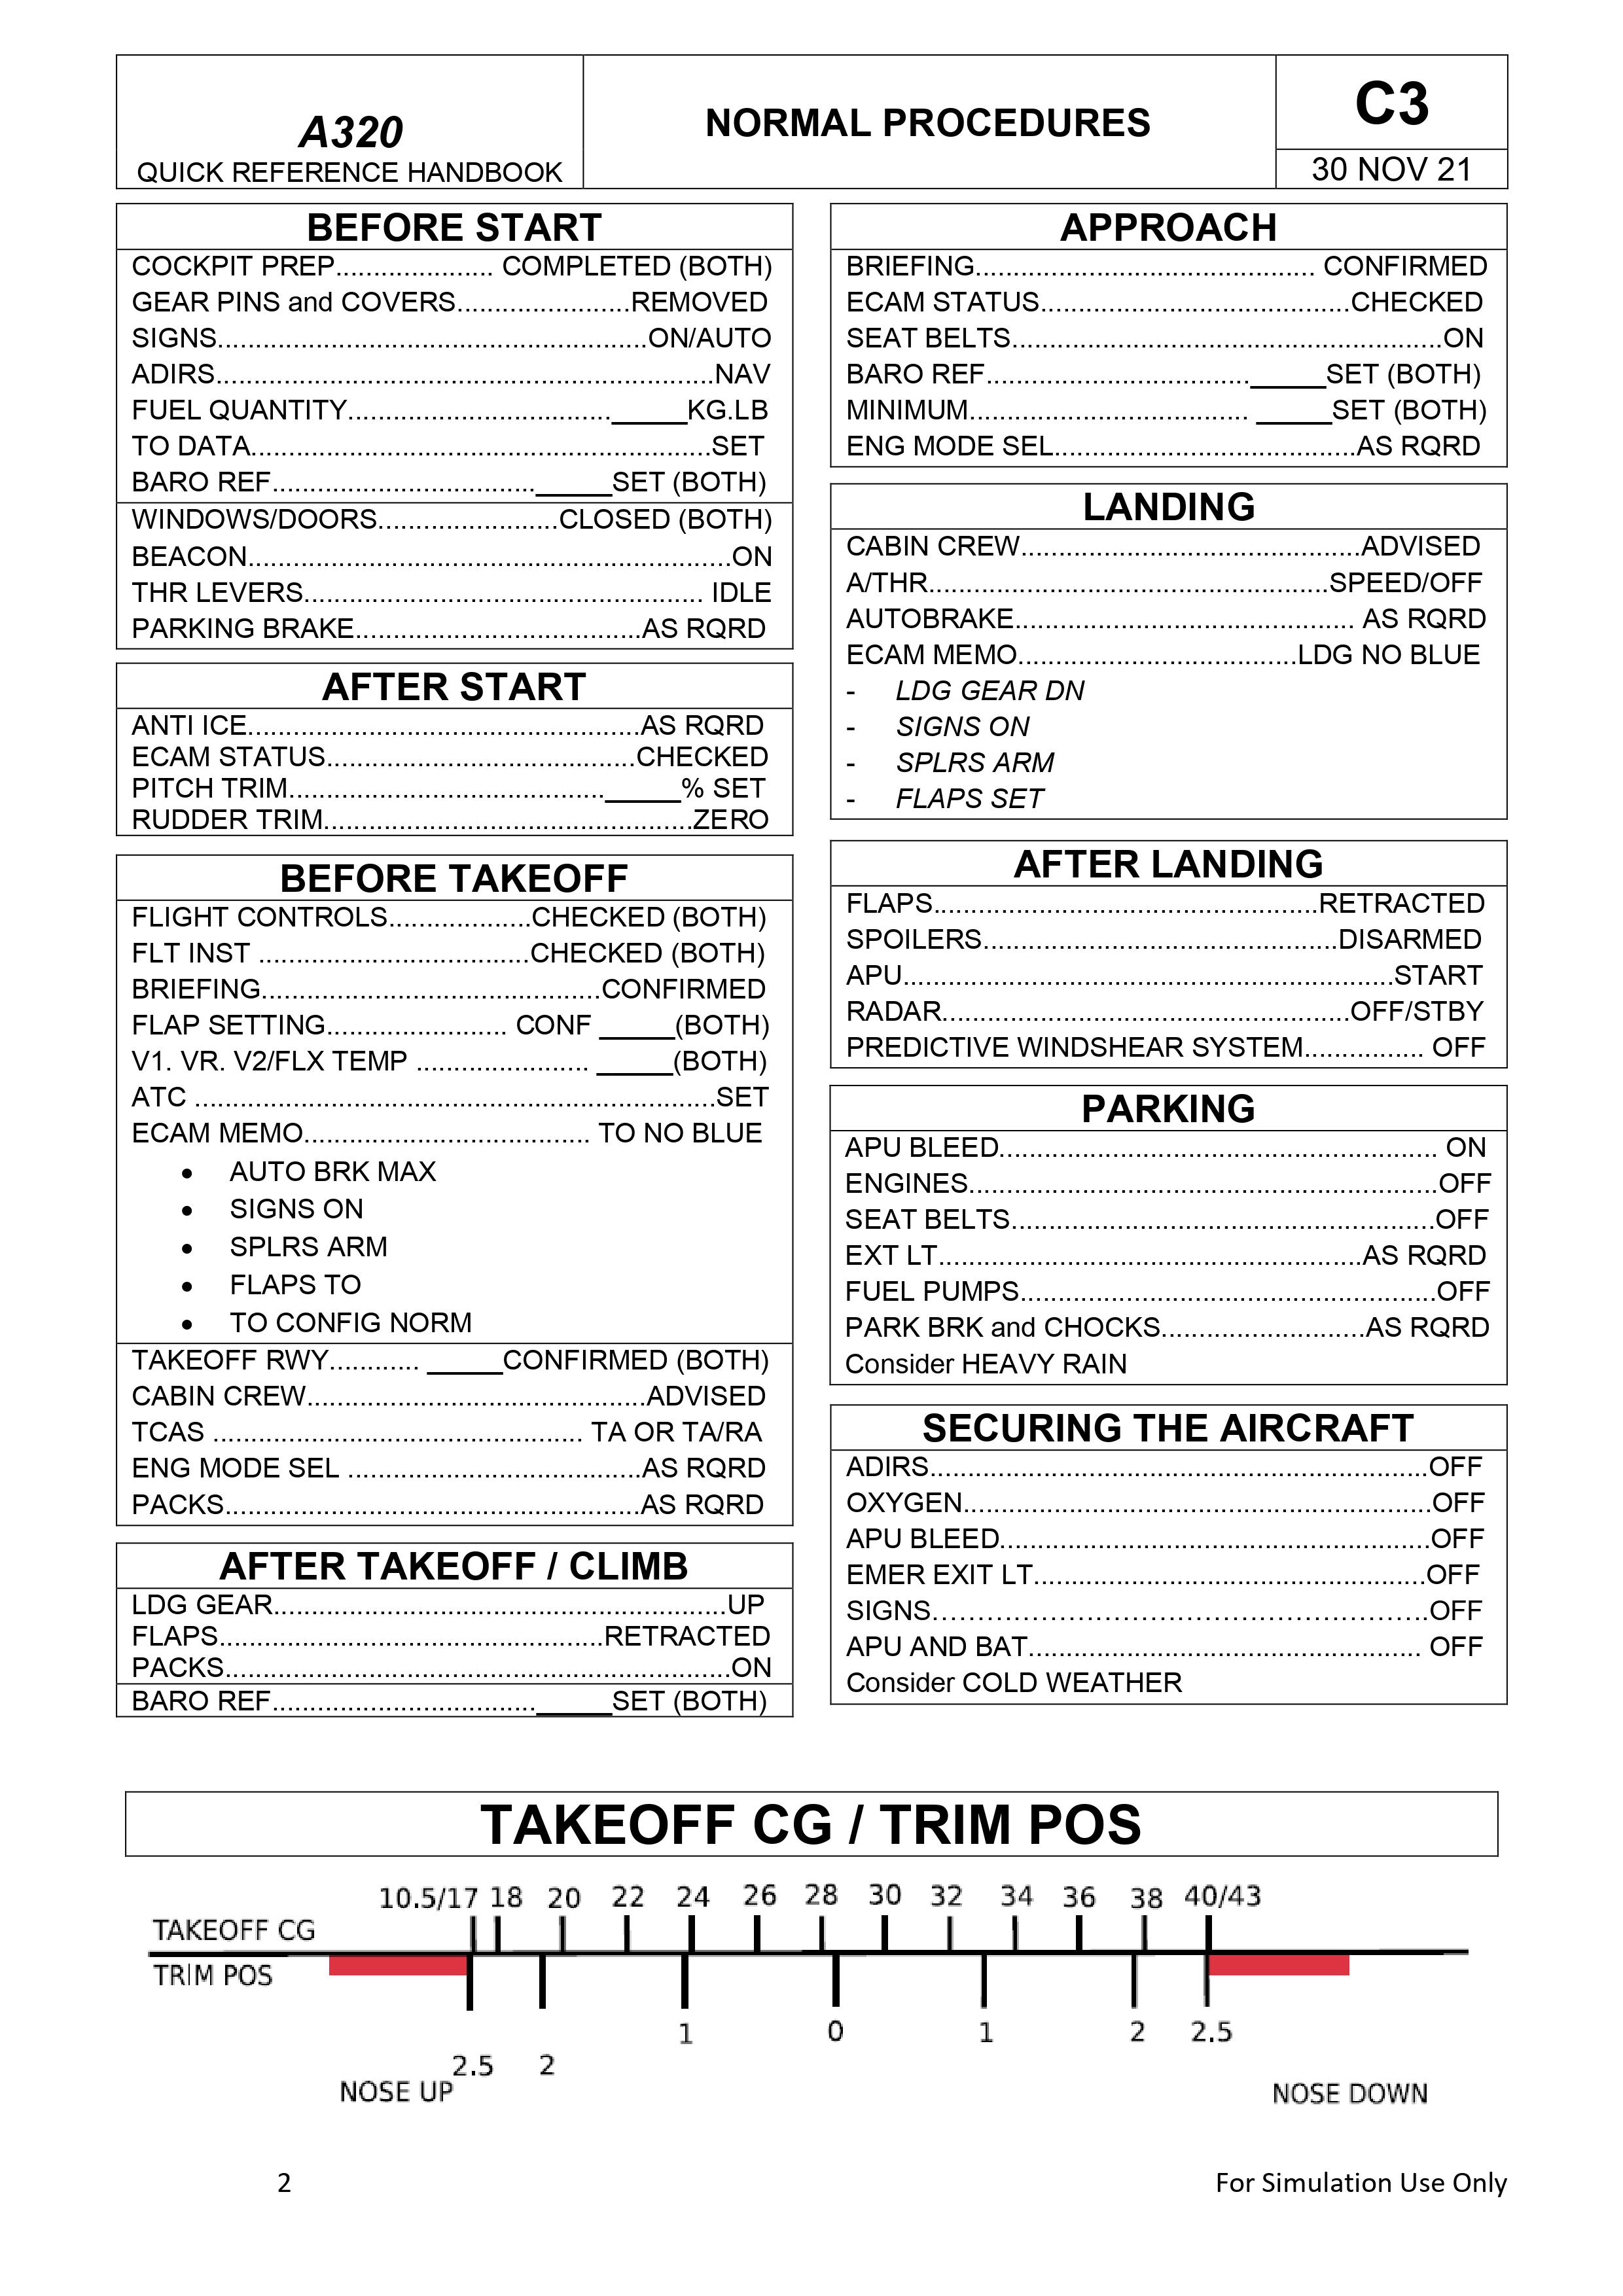 A320
QUICK REFERENCE HANDBOOK
NORMAL PROCEDURES
C3
30 NOV 21
BEFORE START
COCKPIT PREP..................... COMPLETED (BOTH)
GEAR PINS and COVERS.......................REMOVED
SIGNS.........................................................ON/AUTO
ADIRS..................................................................NAV
FUEL QUANTITY..................................._____KG.LB
TO DATA.............................................................SET
BARO REF..................................._____SET (BOTH)
WINDOWS/DOORS........................CLOSED (BOTH)
BEACON................................................................ON
THR LEVERS..................................................... IDLE
PARKING BRAKE......................................AS RQRD
AFTER START
ANTI ICE....................................................AS RQRD
ECAM STATUS.........................................CHECKED
PITCH TRIM.........................................._____% SET
RUDDER TRIM.................................................ZERO
BEFORE TAKEOFF
FLIGHT CONTROLS...................CHECKED (BOTH)
FLT INST ....................................CHECKED (BOTH)
BRIEFING.............................................CONFIRMED
FLAP SETTING........................ CONF _____(BOTH)
V1. VR. V2/FLX TEMP ....................... _____(BOTH)
ATC .....................................................................SET
ECAM MEMO...................................... TO NO BLUE
• AUTO BRK MAX
• SIGNS ON
• SPLRS ARM
• FLAPS TO
• TO CONFIG NORM
TAKEOFF RWY............ _____CONFIRMED (BOTH)
CABIN CREW.............................................ADVISED
TCAS ................................................. TA OR TA/RA
ENG MODE SEL .......................................AS RQRD
PACKS.......................................................AS RQRD
AFTER TAKEOFF / CLIMB
LDG GEAR............................................................UP
FLAPS...................................................RETRACTED
PACKS...................................................................ON
BARO REF..................................._____SET (BOTH)
APPROACH
BRIEFING............................................. CONFIRMED
ECAM STATUS.........................................CHECKED
SEAT BELTS.........................................................ON
BARO REF..................................._____SET (BOTH)
MINIMUM..................................... _____SET (BOTH)
ENG MODE SEL........................................AS RQRD
LANDING
CABIN CREW.............................................ADVISED
A/THR.....................................................SPEED/OFF
AUTOBRAKE............................................. AS RQRD
ECAM MEMO.....................................LDG NO BLUE
- LDG GEAR DN
- SIGNS ON
- SPLRS ARM
- FLAPS SET
AFTER LANDING
FLAPS...................................................RETRACTED
SPOILERS...............................................DISARMED
APU.................................................................START
RADAR......................................................OFF/STBY
PREDICTIVE WINDSHEAR SYSTEM............... OFF
PARKING
APU BLEED.......................................................... ON
ENGINES..............................................................OFF
SEAT BELTS........................................................OFF
EXT LT........................................................AS RQRD
FUEL PUMPS.......................................................OFF
PARK BRK and CHOCKS...........................AS RQRD
Consider HEAVY RAIN
SECURING THE AIRCRAFT
ADIRS..................................................................OFF
OXYGEN..............................................................OFF
APU BLEED.........................................................OFF
EMER EXIT LT....................................................OFF
SIGNS..................................................................OFF
APU AND BAT.................................................... OFF
Consider COLD WEATHER
TAKEOFF CG / TRIM POS
10.5/17 18 20 22 24 26 28 30 32 34 36 38 40/43
TAKEOFF CG
TRIM POS
2.5 2 1 0 1 2 2.5
NOSE UP
NOSE DOWN
2
For Simulation Use Only